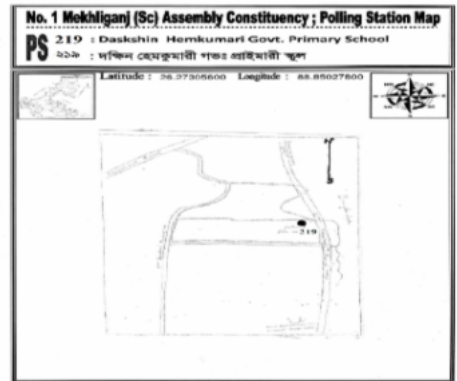 No. 1 Mekhliganj (Sc) Assembly Constituency ; Polling Station Map
PS 219 : Daskshin Hemkumari Govt. Primary School
২১৯ : দক্ষিন হেমকুমারী গভঃ প্রাইমারী স্কুল
Latitude : 26.27305600 Longitude : 88.85027800
219